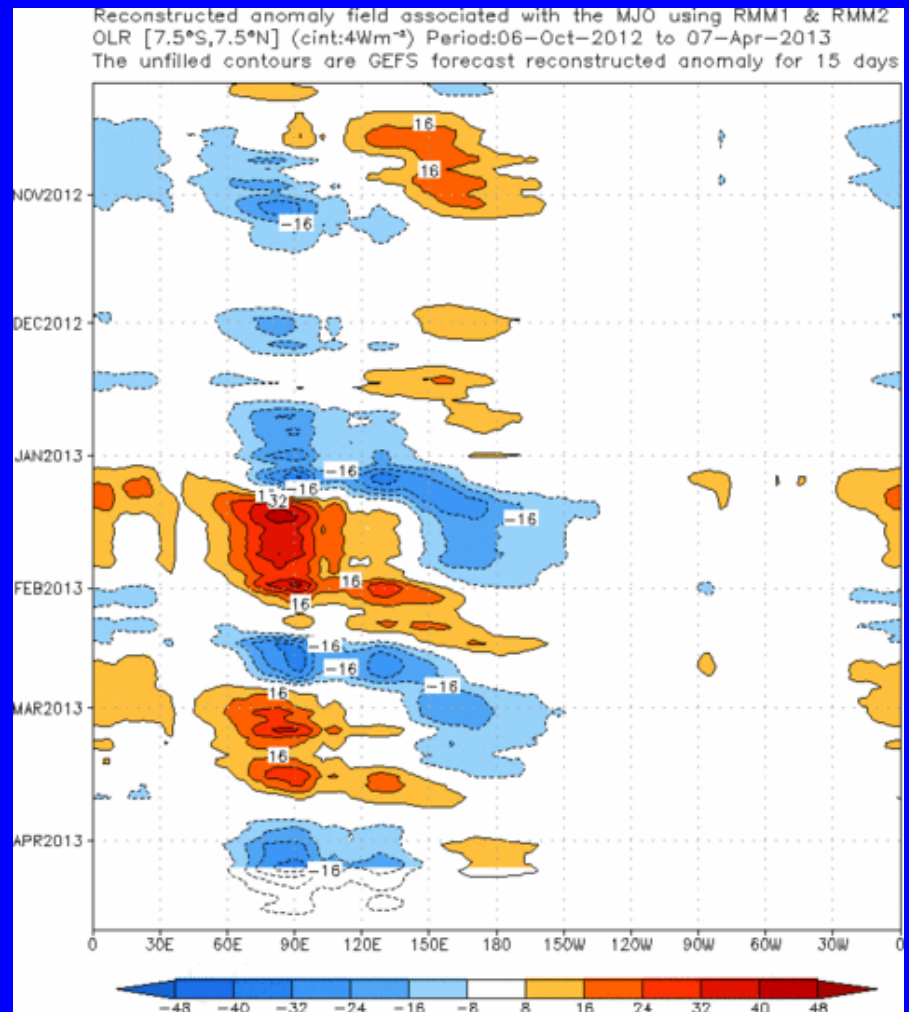 Reconstructed anomaly field associated with the MJO using RMM1 & RMM2
OLR [7.5°S,7.5°N] (cint:4Wm⁻²) Period:06-Oct-2012 to 07-Apr-2013
The unfilled contours are GEFS forecast reconstructed anomaly for 15 days
16
16
NOV2012
-16
DEC2012
JAN2013
-16
-16
32
-16
FEB2013
16
16
-16
-16
-16
MAR2013
16
16
APR2013
-16
0 30E 60E 90E 120E 150E 180 150W 120W 90W 60W 30W 0
-48 -40 -32 -24 -16 -8 8 16 24 32 40 48